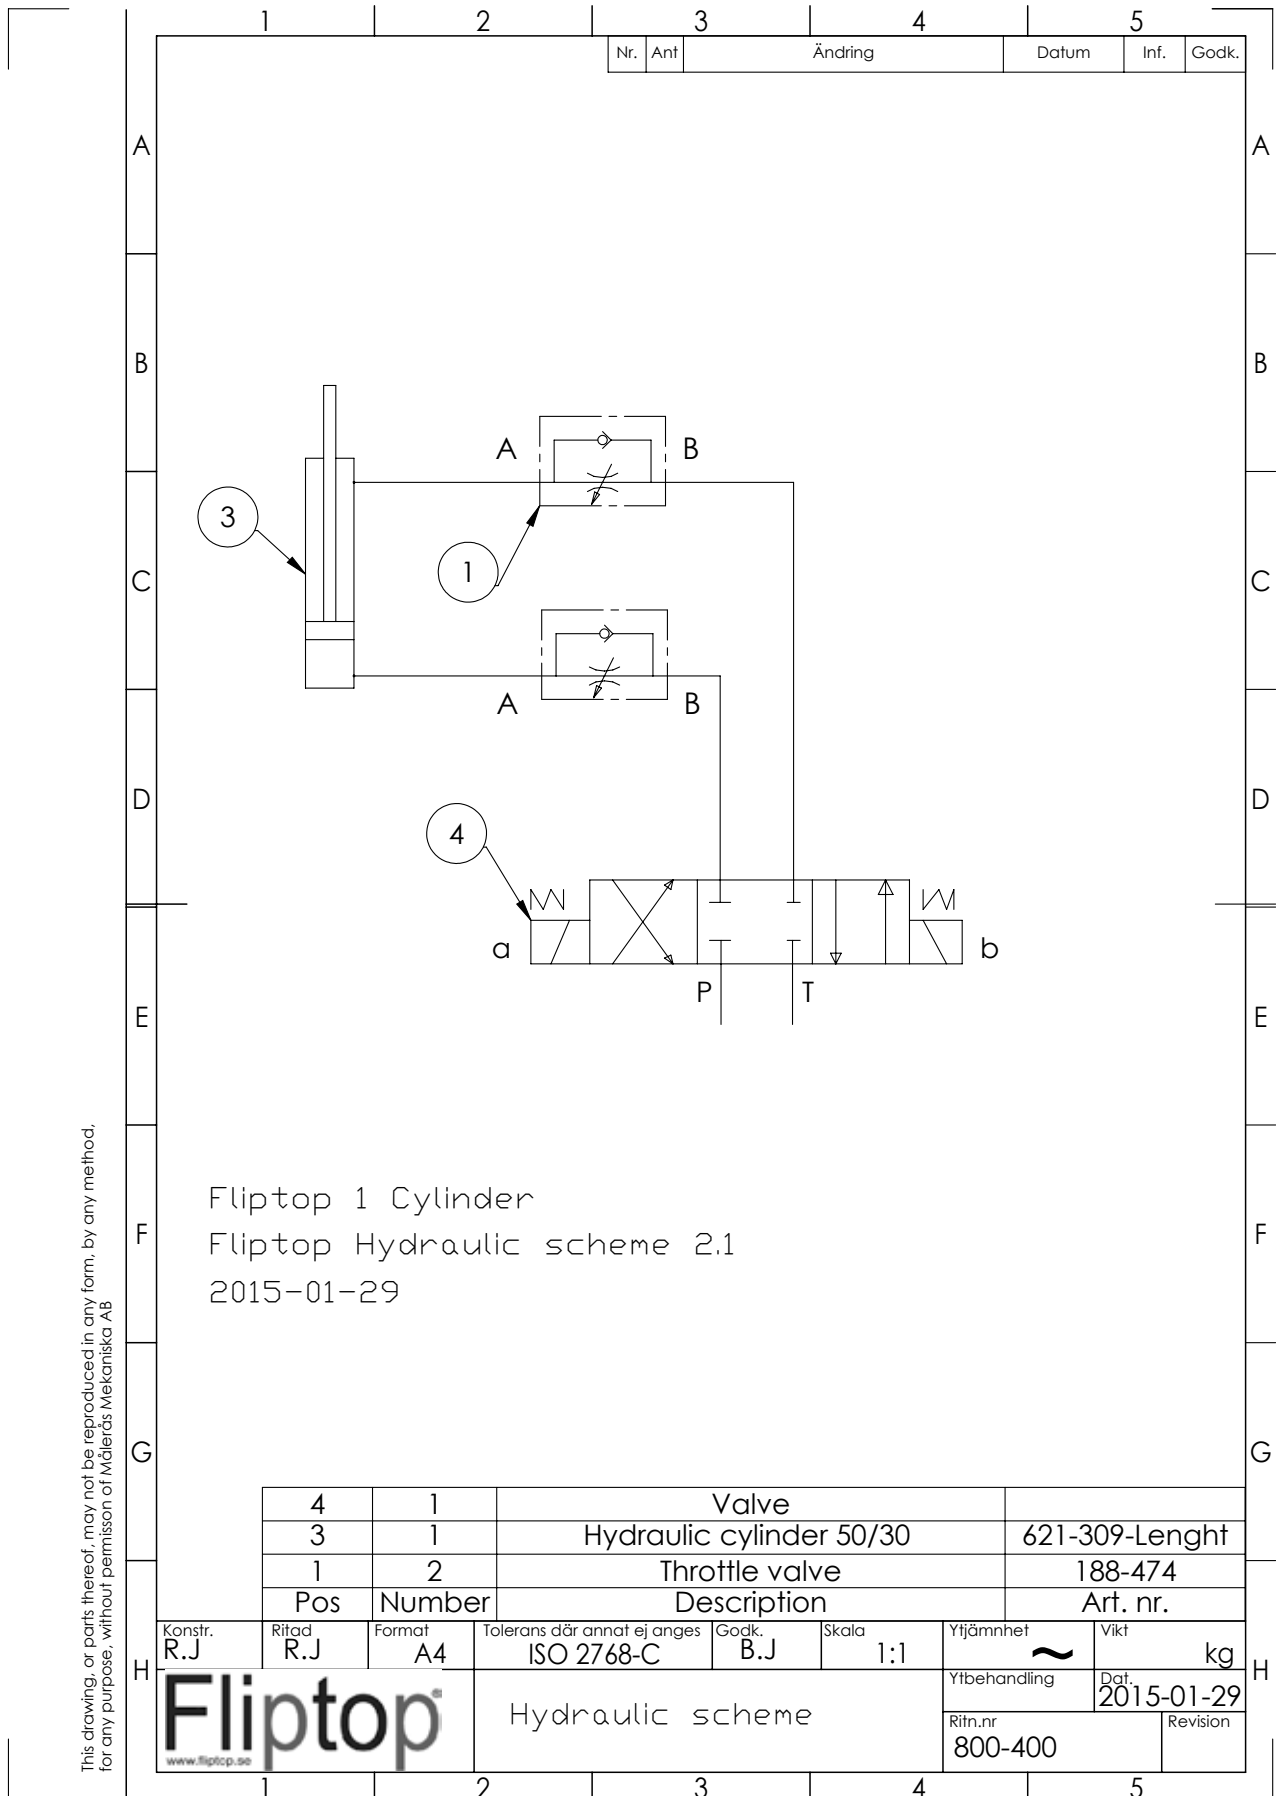 1 2 3 4 5
Nr. Ant Ändring Datum Inf. Godk.
A A
B B
A B
3
1
C C
A B
D D
4
a b
P T
E E
Fliptop 1 Cylinder
F F
Fliptop Hydraulic scheme 2.1
2015-01-29
This drawing, or parts thereof, may not be reproduced in any form, by any method,
for any purpose, without permisson of Målerås Mekaniska AB
G G
4 1 Valve
3 1 Hydraulic cylinder 50/30 621-309-Lenght
1 2 Throttle valve 188-474
Pos Number Description Art. nr.
Konstr. Ritad Format Tolerans där annat ej anges Godk. Skala Ytjämnhet Vikt
R.J R.J A4 ISO 2768-C B.J 1:1 ~ kg
H H
Fliptop
www.fliptop.se
Hydraulic scheme
Ytbehandling Dat.
2015-01-29
Ritn.nr Revision
800-400
1 2 3 4 5